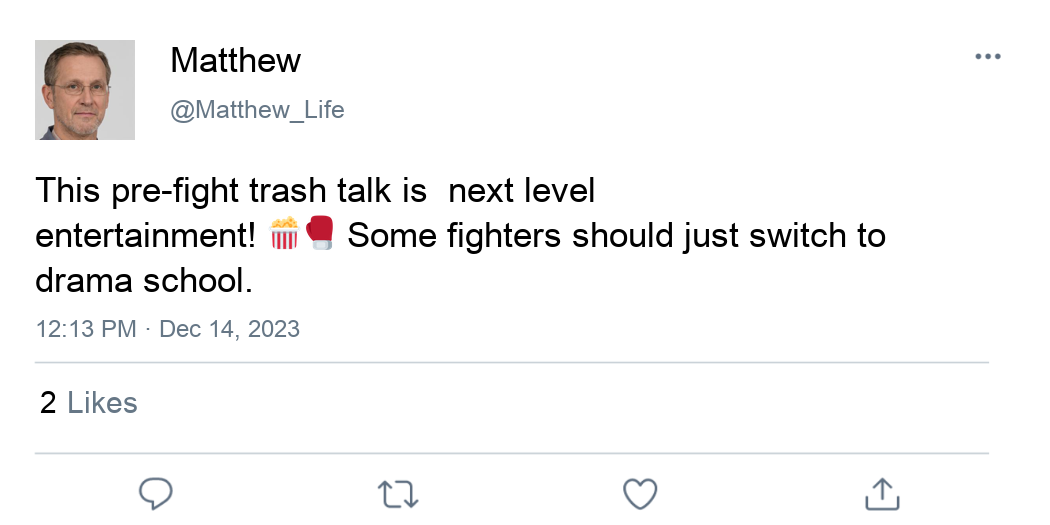 Matthew
@Matthew_Life
This pre-fight trash talk is  next level
entertainment! 🍿🥊 Some fighters should just switch to
drama school.
12:13 PM · Dec 14, 2023
2 Likes